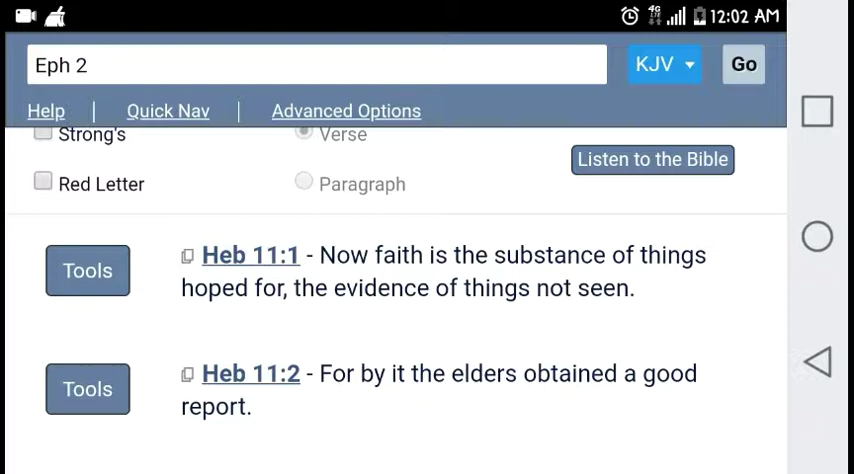 4G LTE 12:02 AM
Eph 2 KJV Go
Help | Quick Nav | Advanced Options
Strong's Verse
Listen to the Bible
Red Letter Paragraph
Tools Heb 11:1 - Now faith is the substance of things
hoped for, the evidence of things not seen.
Tools Heb 11:2 - For by it the elders obtained a good
report.